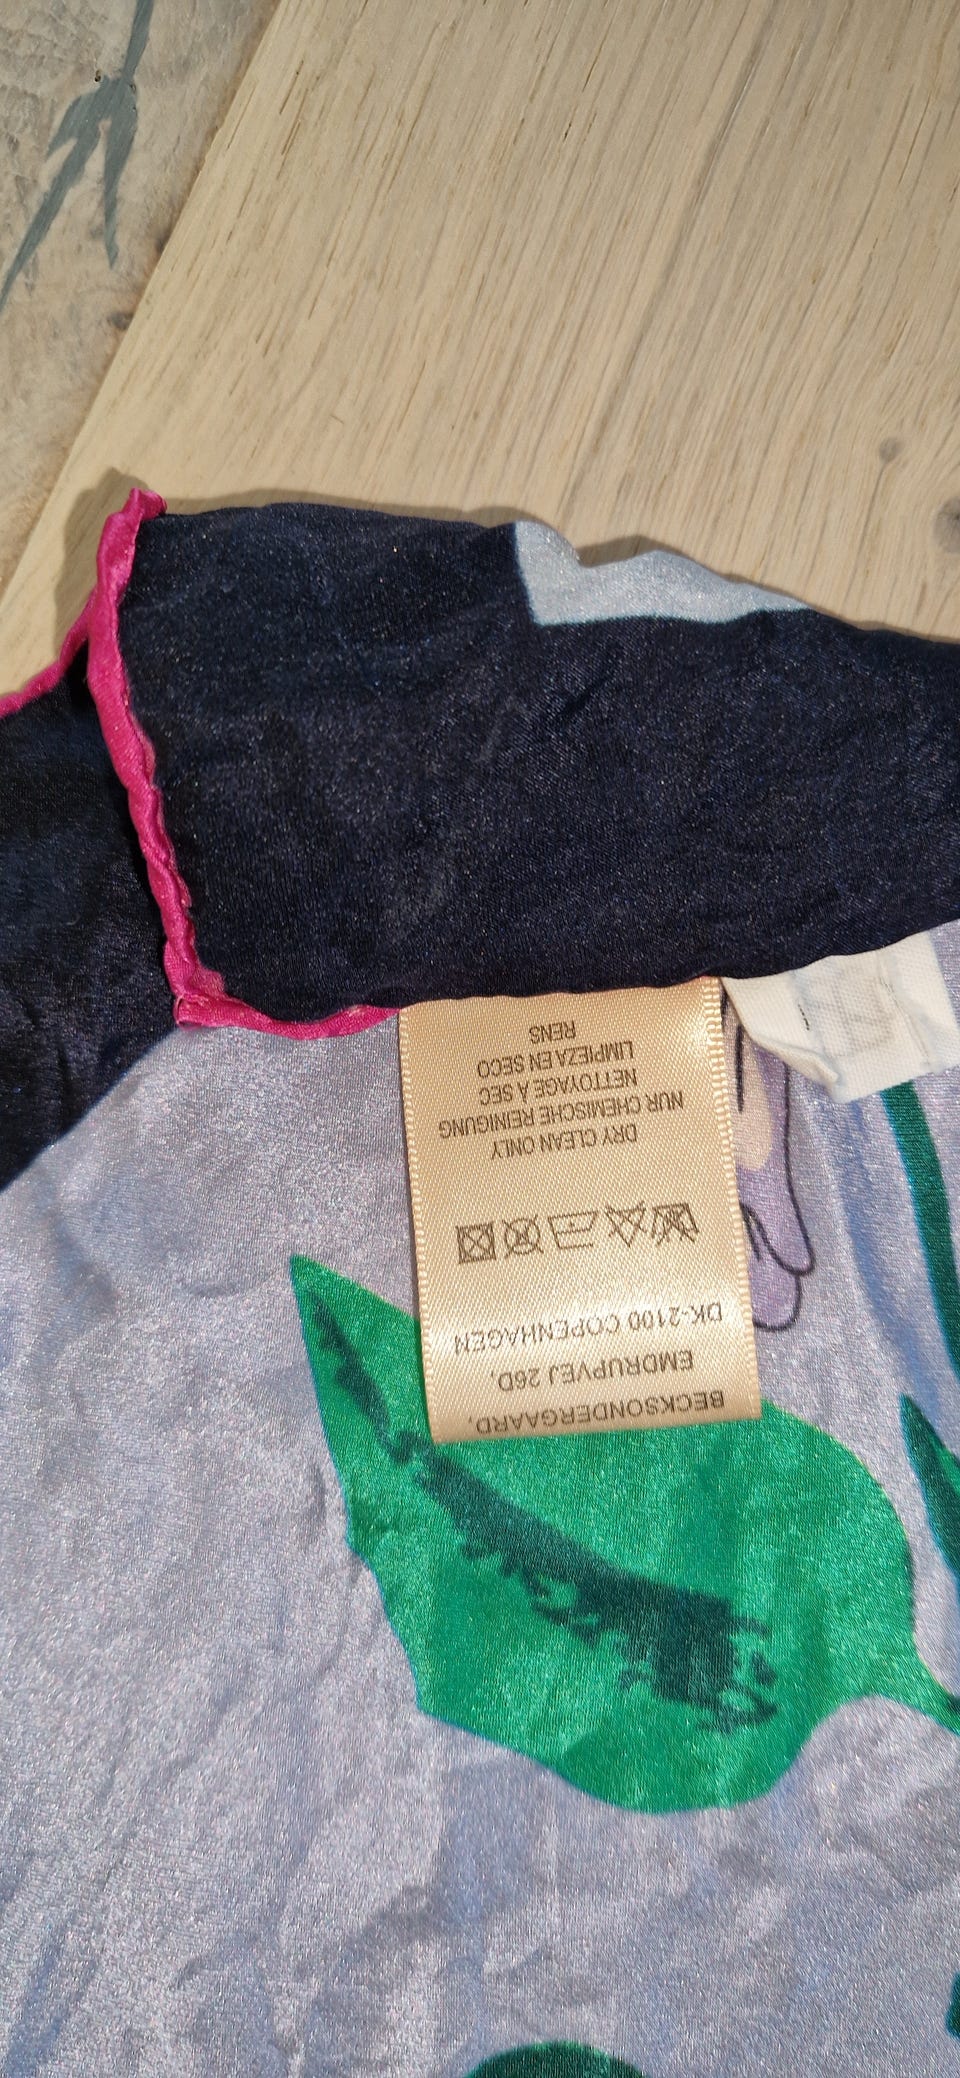 BECKSONDERGAARD,
EMDRUPVEJ 26D,
DK-2100 COPENHAGEN
DRY CLEAN ONLY
NUR CHEMISCHE REINIGUNG
NETTOYAGE À SEC
LIMPIEZA EN SECO
RENS